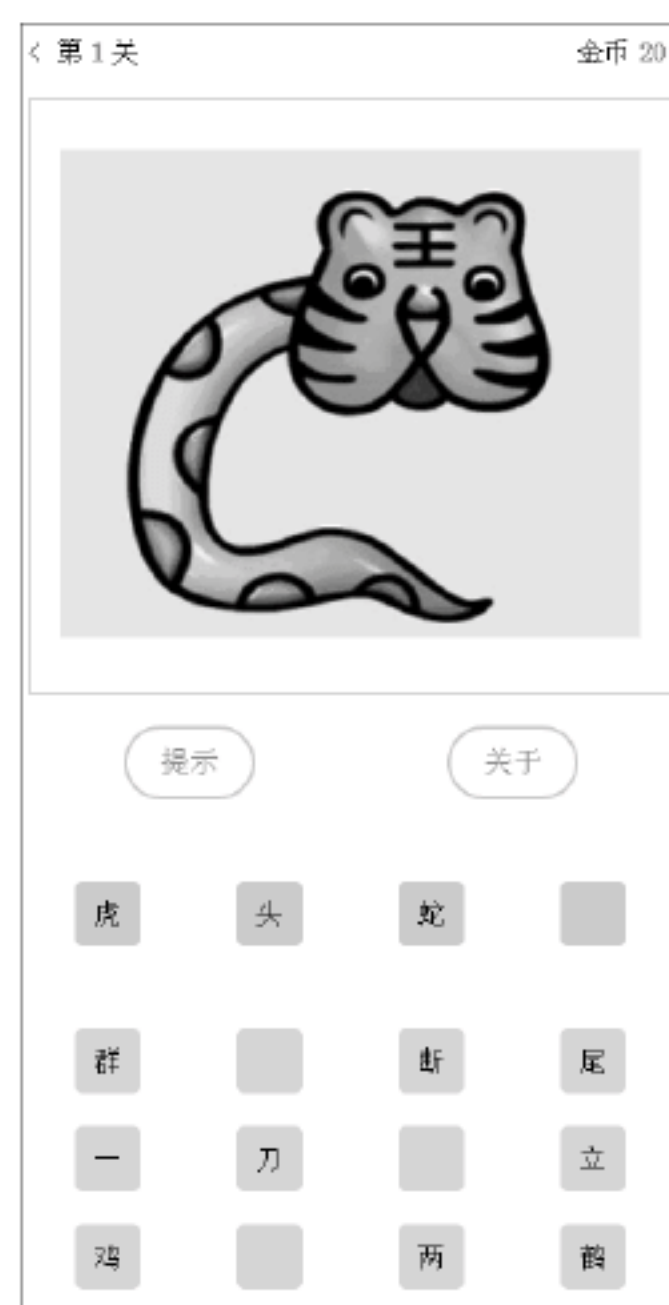 < 第1关 金币 20
王
提示 关于
虎 头 蛇
群 断 尾
一 刀 立
鸡 两 鹤